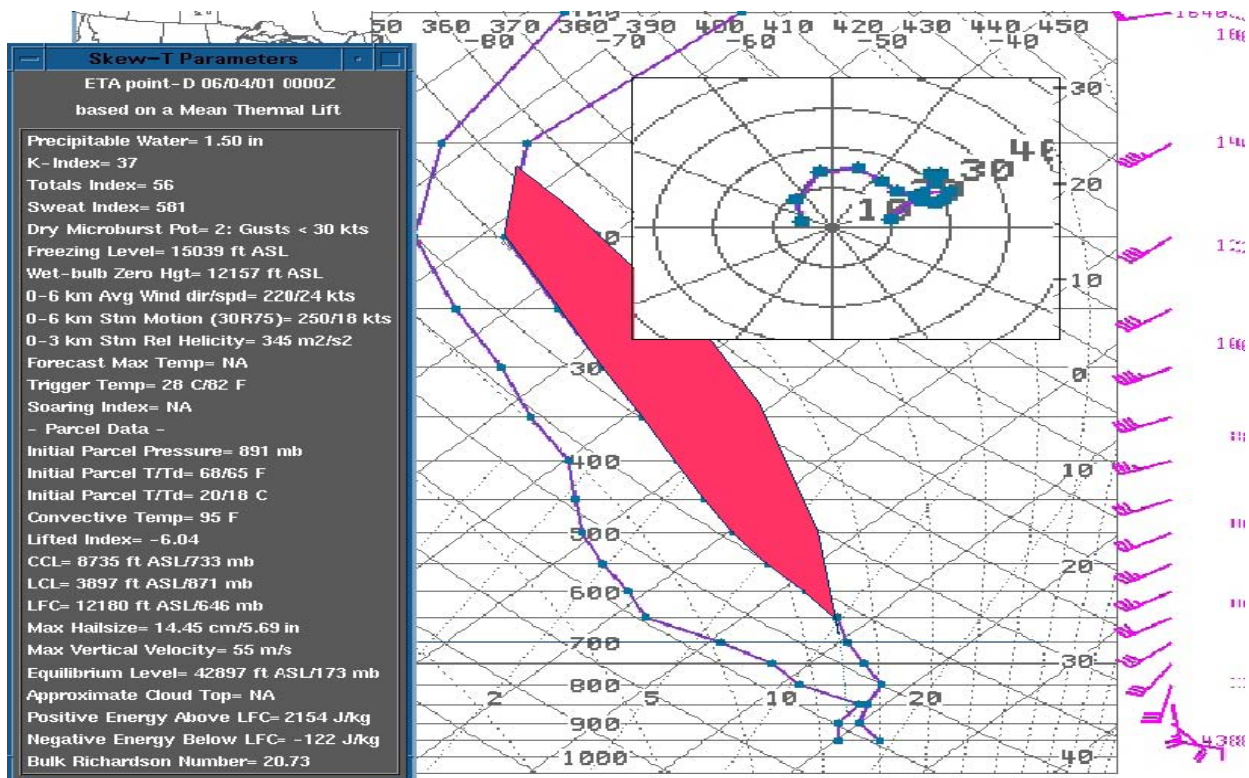 Skew-T Parameters
ETA point-D 06/04/01 0000Z
based on a Mean Thermal Lift
Precipitable Water= 1.50 in
K-Index= 37
Totals Index= 56
Sweat Index= 581
Dry Microburst Pot= 2: Gusts < 30 kts
Freezing Level= 15039 ft ASL
Wet-bulb Zero Hgt= 12157 ft ASL
0-6 km Avg Wind dir/spd= 220/24 kts
0-6 km Stm Motion (30R75)= 250/18 kts
0-3 km Stm Rel Helicity= 345 m2/s2
Forecast Max Temp= NA
Trigger Temp= 28 C/82 F
Soaring Index= NA
- Parcel Data -
Initial Parcel Pressure= 891 mb
Initial Parcel T/Td= 68/65 F
Initial Parcel T/Td= 20/18 C
Convective Temp= 95 F
Lifted Index= -6.04
CCL= 8735 ft ASL/733 mb
LCL= 3897 ft ASL/871 mb
LFC= 12180 ft ASL/646 mb
Max Hailsize= 14.45 cm/5.69 in
Max Vertical Velocity= 55 m/s
Equilibrium Level= 42897 ft ASL/173 mb
Approximate Cloud Top= NA
Positive Energy Above LFC= 2154 J/kg
Negative Energy Below LFC= -122 J/kg
Bulk Richardson Number= 20.73
360 370 380 390 400 410 420 430 440 450
-80 -70 -60 -50 -40
-30
-20
-10
0
10
20
30
40
10 30
400
500
600
700
800
900
1000
2 5 10 20